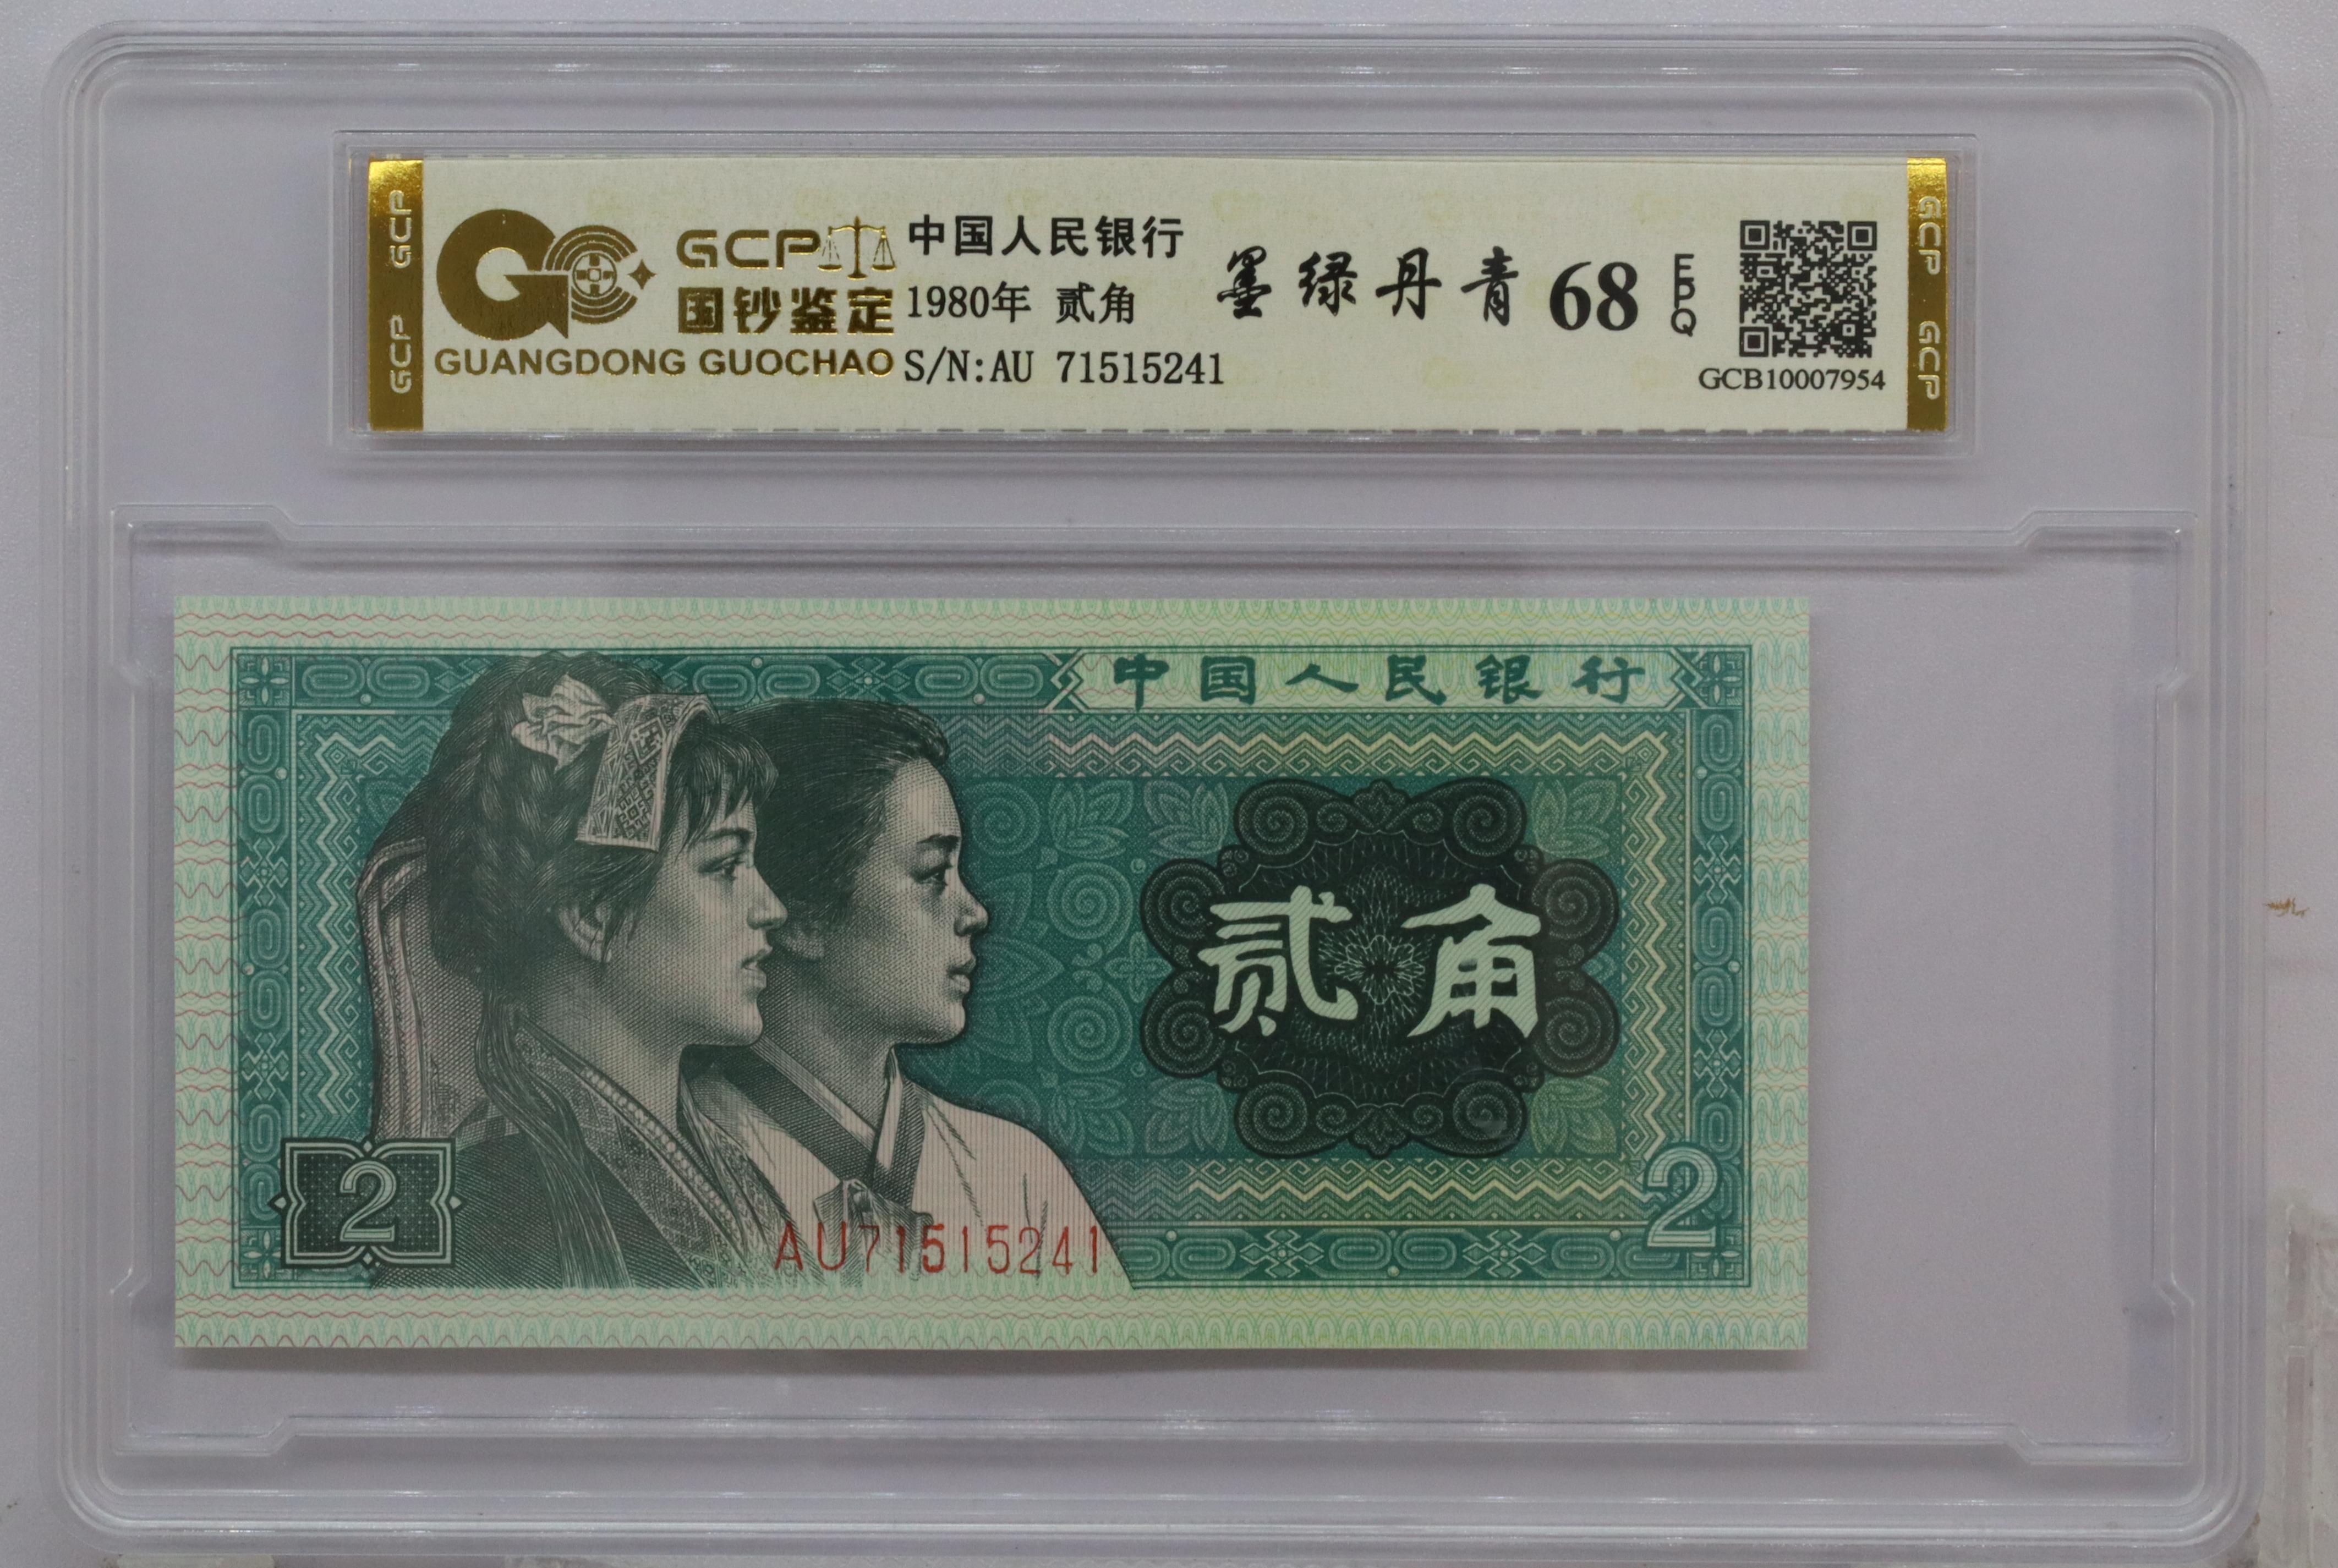 GCP GCP
GCP
国钞鉴定
GUANGDONG GUOCHAO
中国人民银行
1980年 贰角
S/N:AU 71515241
墨绿丹青 68 EPQ
GCB10007954
GCP GCP
中国人民银行
贰角
2
AU71515241
2